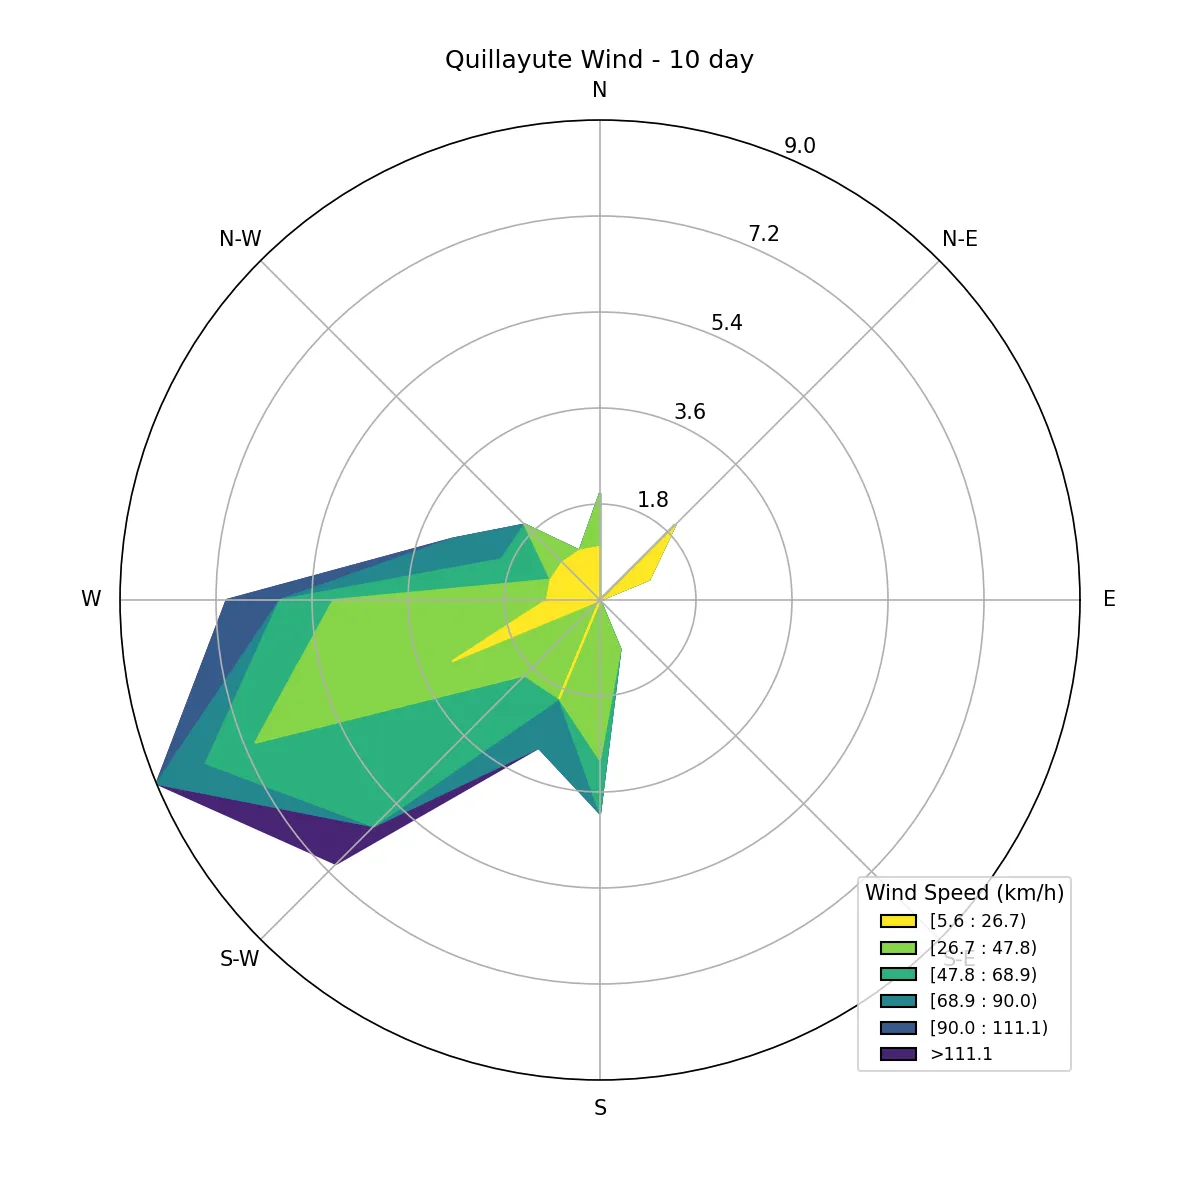 Quillayute Wind - 10 day
N
9.0
N-W
7.2
N-E
5.4
3.6
1.8
W
E
S-W
S-E
S
Wind Speed (km/h)
[5.6 : 26.7)
[26.7 : 47.8)
[47.8 : 68.9)
[68.9 : 90.0)
[90.0 : 111.1)
>111.1